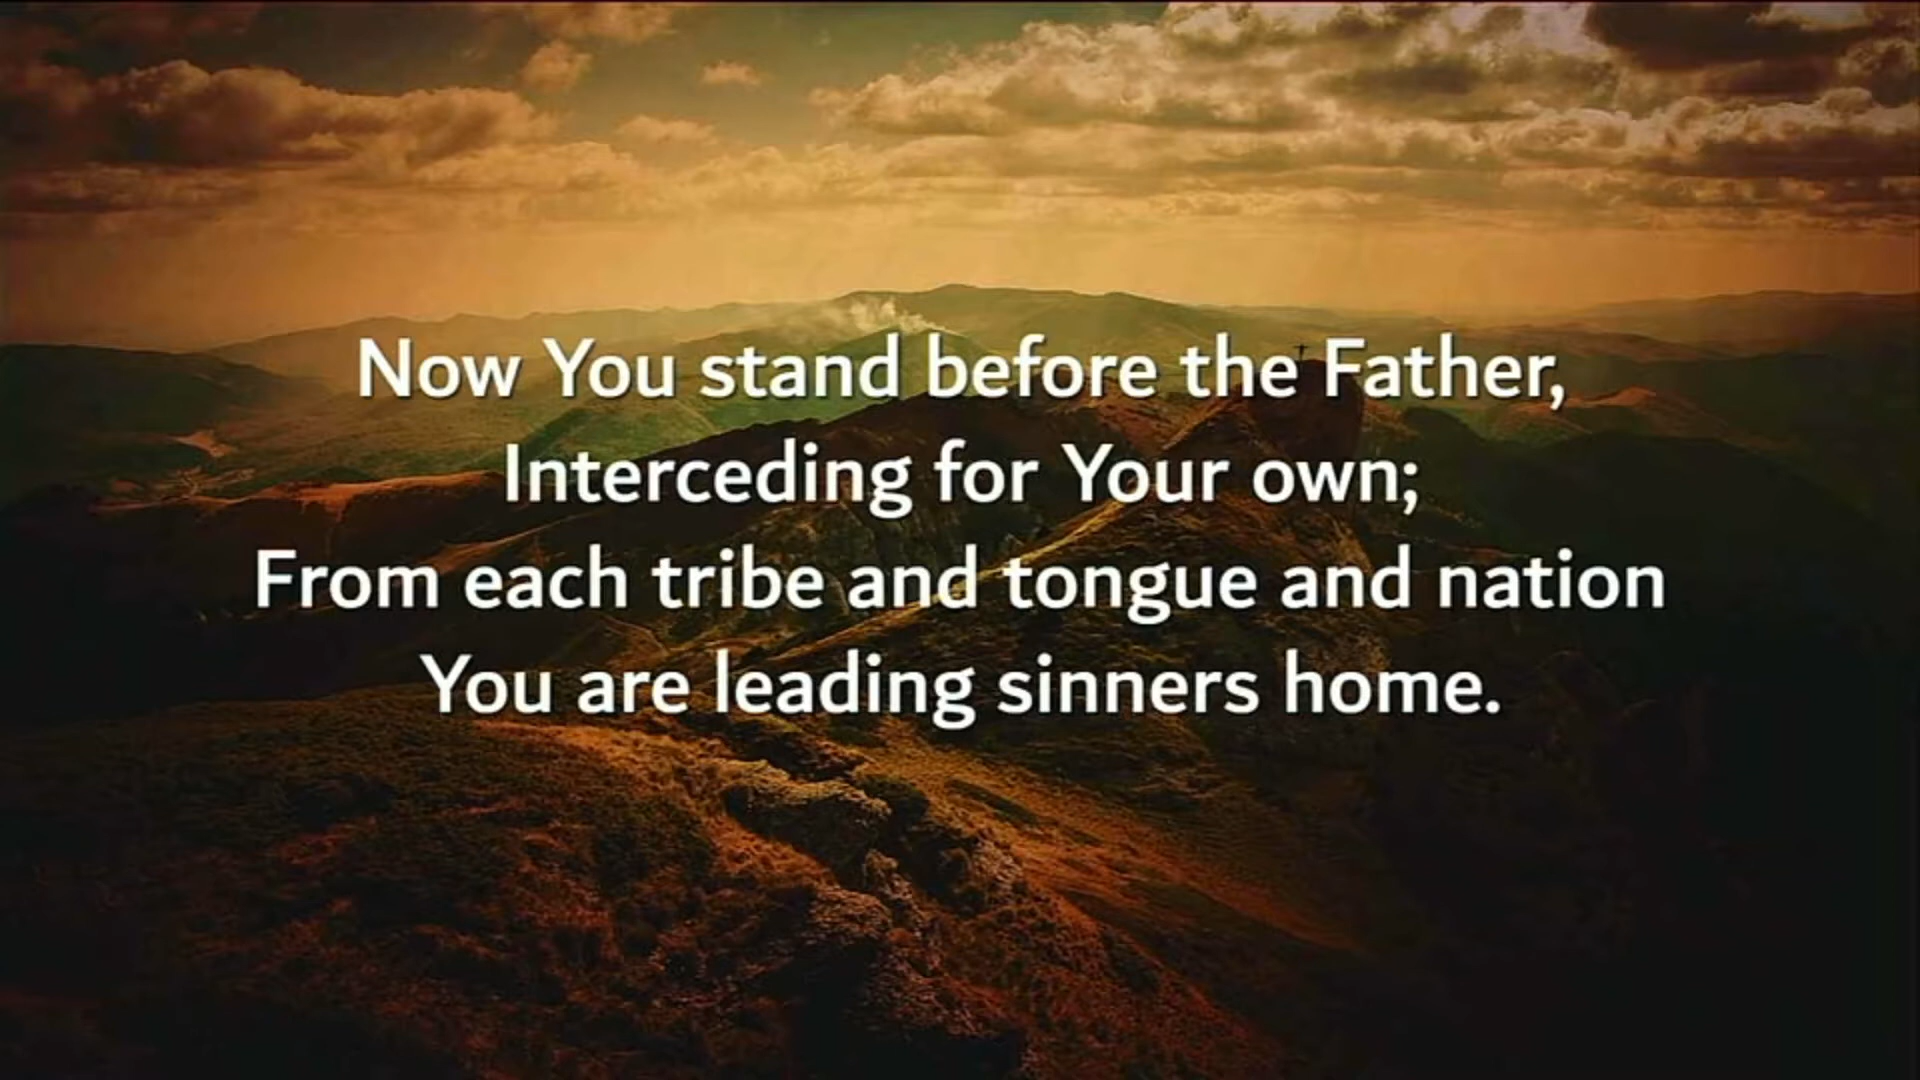 Now You stand before the Father,
Interceding for Your own;
From each tribe and tongue and nation
You are leading sinners home.